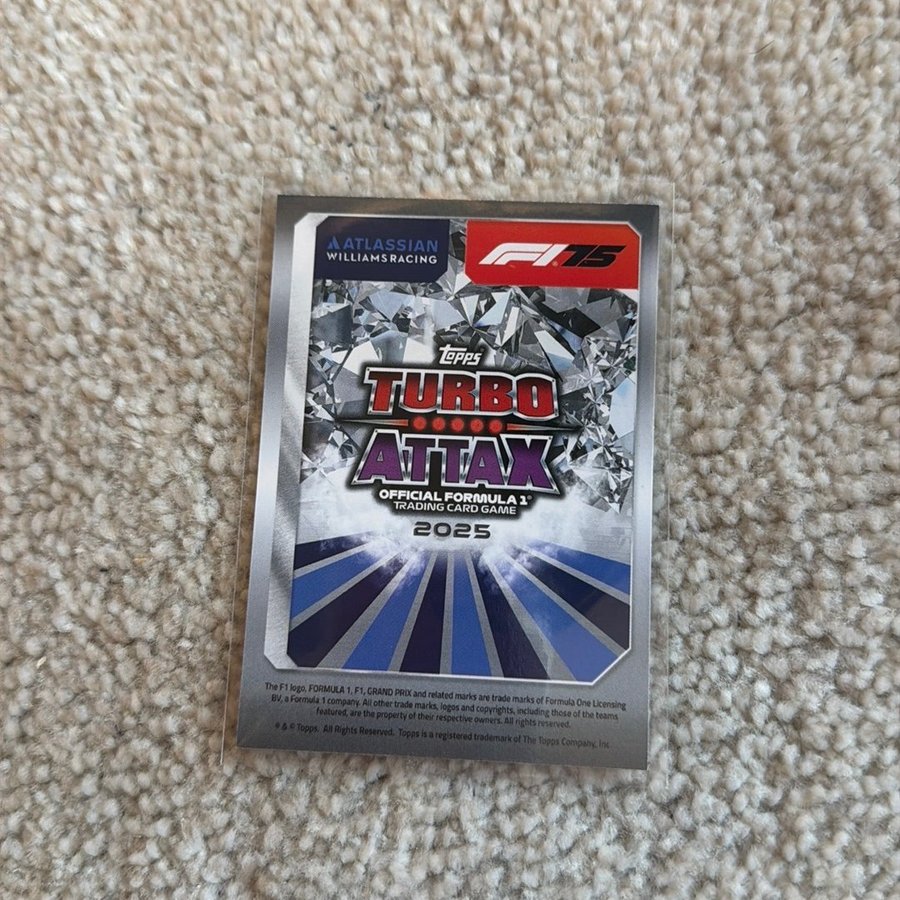 ATLASSIAN
WILLIAMS RACING
F1 75
Topps
TURBO
ATTAX
OFFICIAL FORMULA 1®
TRADING CARD GAME
2025
The F1 logo, FORMULA 1, F1, GRAND PRIX and related marks are trade marks of Formula One Licensing
BV, a Formula 1 company. All other trade marks, logos and copyrights, including those of the teams
featured, are the property of their respective owners. All rights reserved.
® & © Topps. All Rights Reserved. Topps is a registered trademark of The Topps Company, Inc